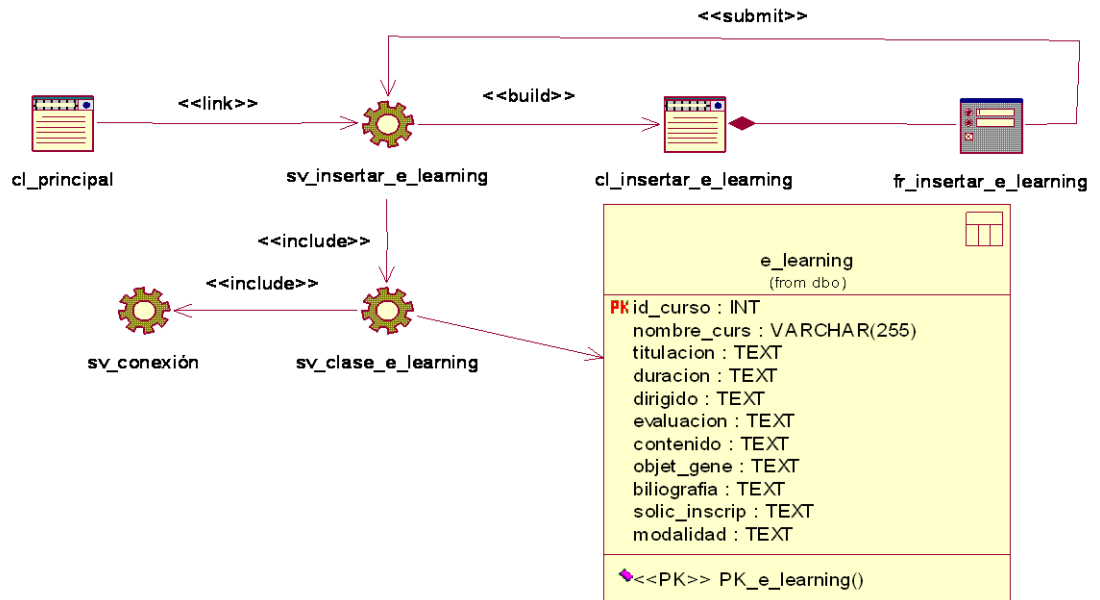 <<submit>>
<<link>>
<<build>>
cl_principal
sv_insertar_e_learning
cl_insertar_e_learning
fr_insertar_e_learning
<<include>>
<<include>>
sv_conexión
sv_clase_e_learning
e_learning
(from dbo)
PK id_curso : INT
nombre_curs : VARCHAR(255)
titulacion : TEXT
duracion : TEXT
dirigido : TEXT
evaluacion : TEXT
contenido : TEXT
objet_gene : TEXT
biliografia : TEXT
solic_inscrip : TEXT
modalidad : TEXT
<<PK>> PK_e_learning()